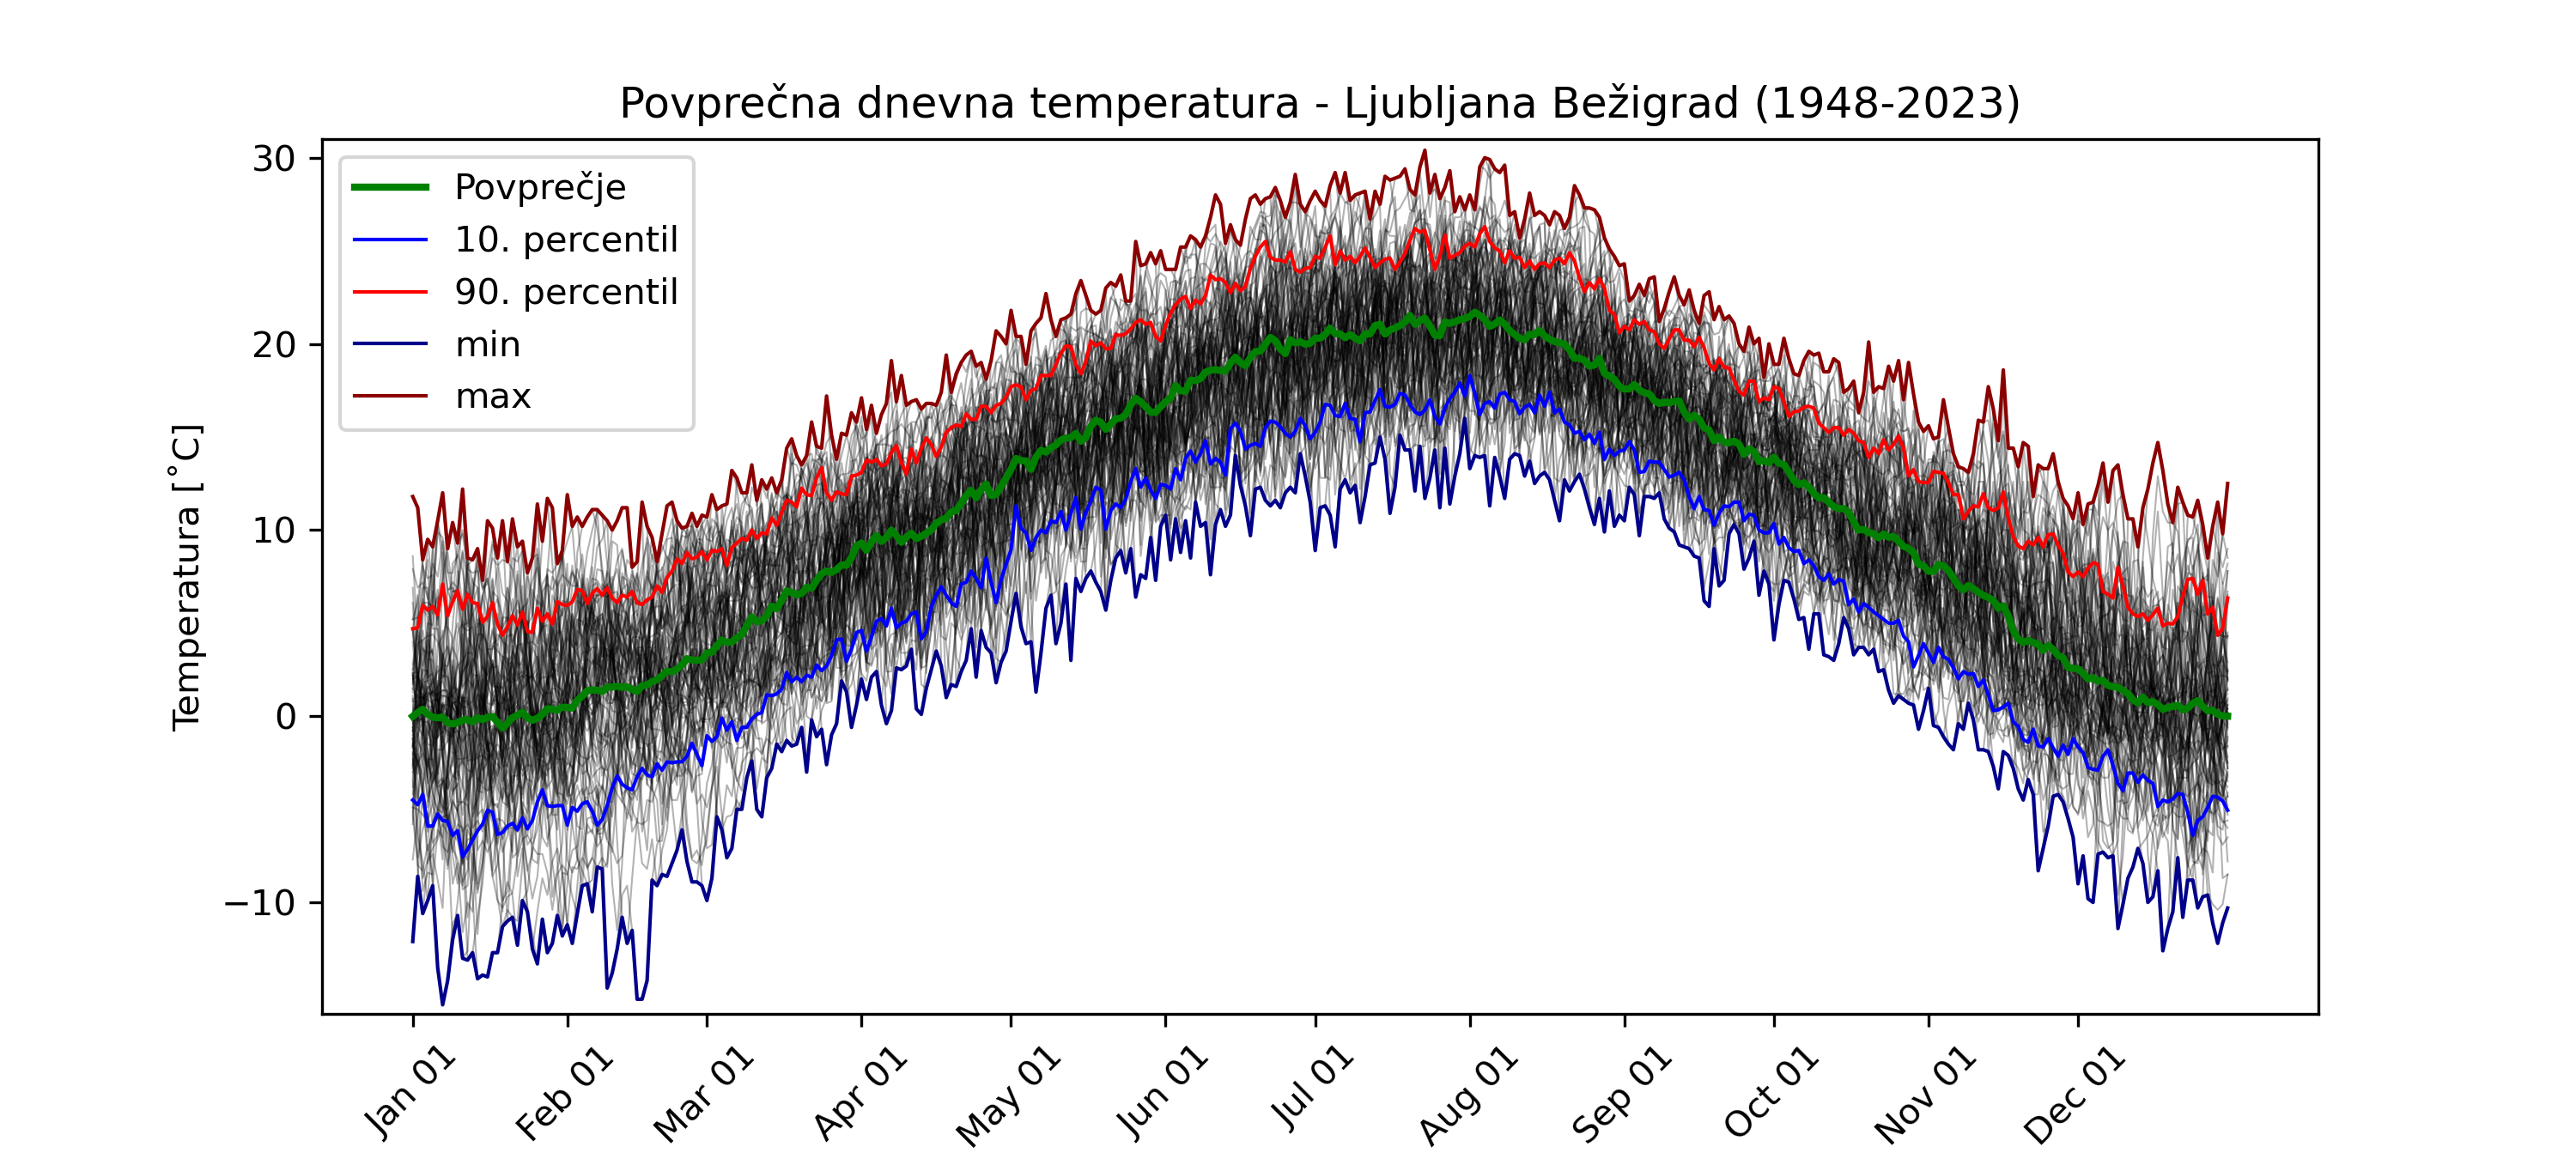 Povprečna dnevna temperatura - Ljubljana Bežigrad (1948-2023)
Povprečje
10. percentil
90. percentil
min
max
Temperatura [˚C]
30
20
10
0
−10
Jan 01
Feb 01
Mar 01
Apr 01
May 01
Jun 01
Jul 01
Aug 01
Sep 01
Oct 01
Nov 01
Dec 01